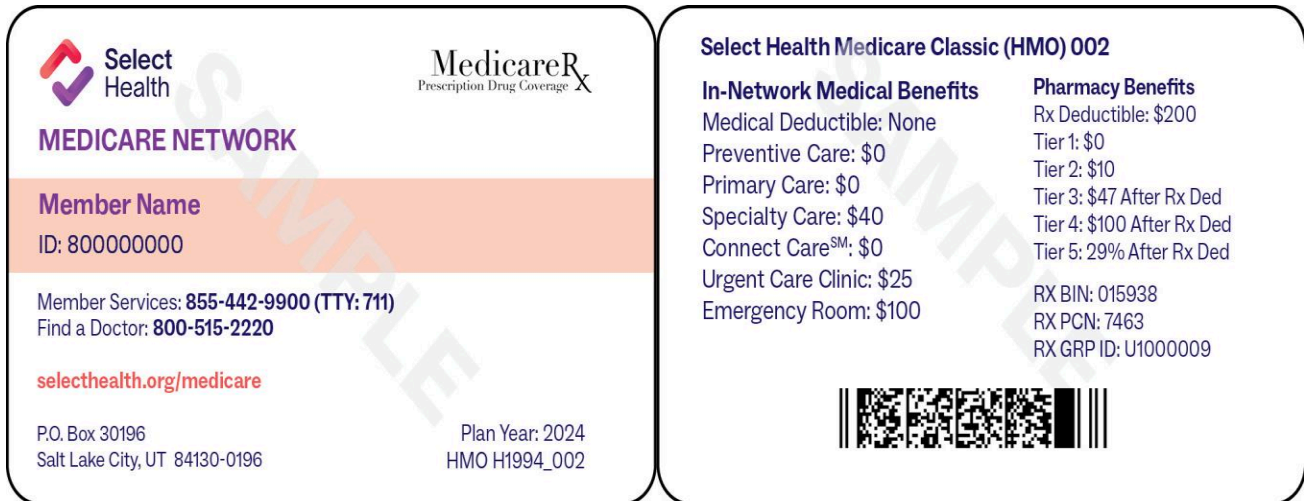 Select
Health
MedicareRx
Prescription Drug Coverage
MEDICARE NETWORK
Member Name
ID: 800000000
Member Services: 855-442-9900 (TTY: 711)
Find a Doctor: 800-515-2220
selecthealth.org/medicare
P.O. Box 30196
Salt Lake City, UT 84130-0196
Plan Year: 2024
HMO H1994_002
SAMPLE
Select Health Medicare Classic (HMO) 002
In-Network Medical Benefits
Medical Deductible: None
Preventive Care: $0
Primary Care: $0
Specialty Care: $40
Connect Care℠: $0
Urgent Care Clinic: $25
Emergency Room: $100
Pharmacy Benefits
Rx Deductible: $200
Tier 1: $0
Tier 2: $10
Tier 3: $47 After Rx Ded
Tier 4: $100 After Rx Ded
Tier 5: 29% After Rx Ded
RX BIN: 015938
RX PCN: 7463
RX GRP ID: U1000009
SAMPLE